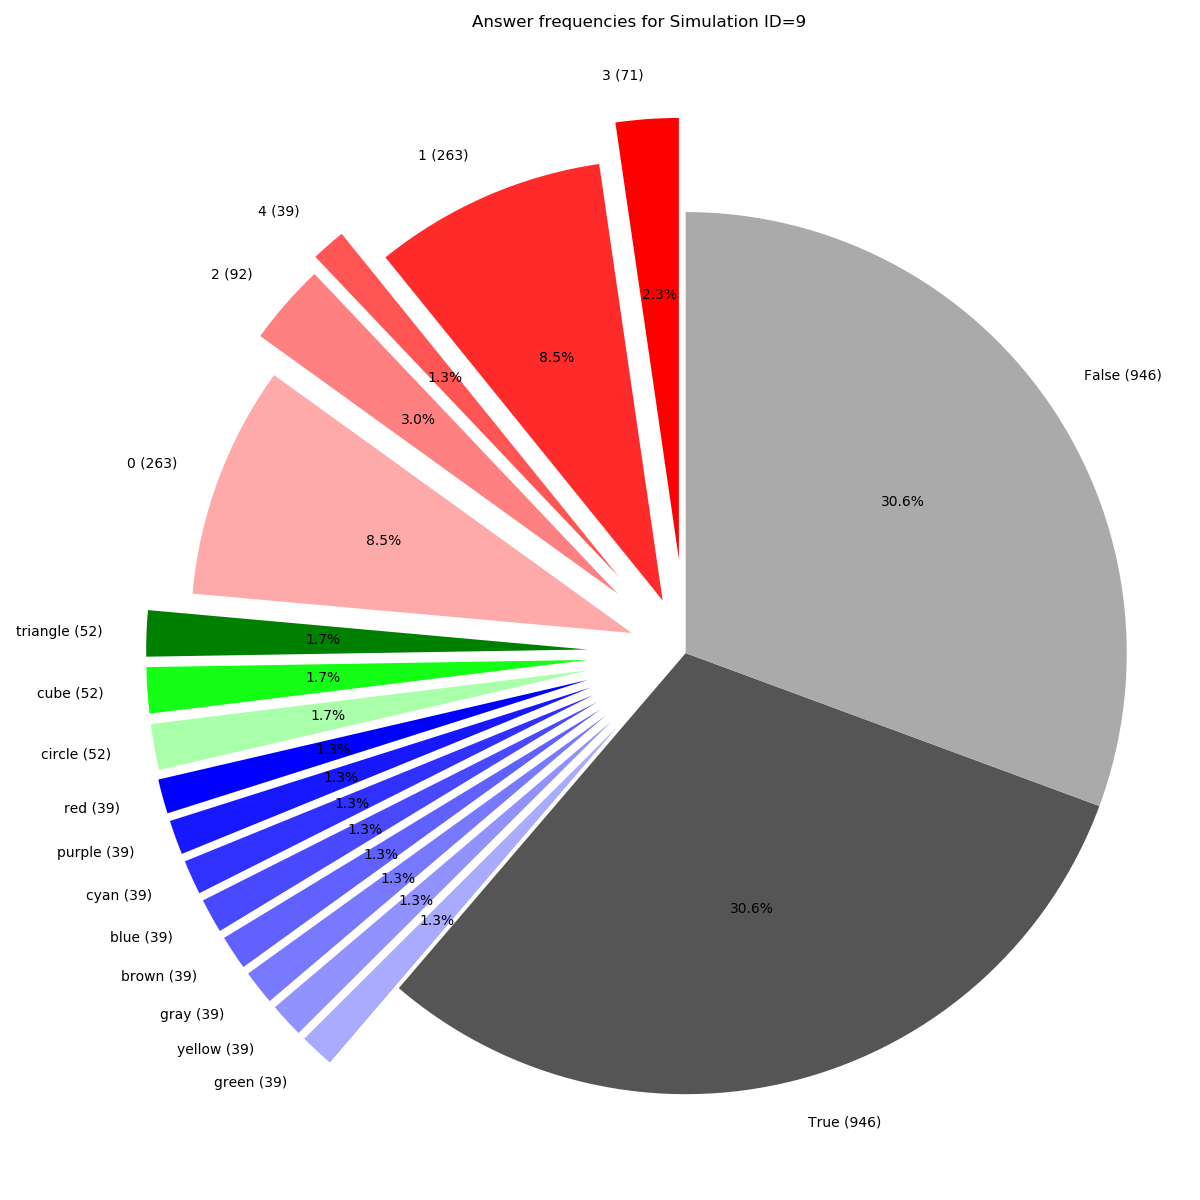 Answer frequencies for Simulation ID=9
3 (71)
1 (263)
4 (39)
2 (92)
0 (263)
triangle (52)
cube (52)
circle (52)
red (39)
purple (39)
cyan (39)
blue (39)
brown (39)
gray (39)
yellow (39)
green (39)
True (946)
False (946)
2.3%
8.5%
1.3%
3.0%
8.5%
1.7%
1.7%
1.7%
1.3%
1.3%
1.3%
1.3%
1.3%
1.3%
1.3%
1.3%
30.6%
30.6%